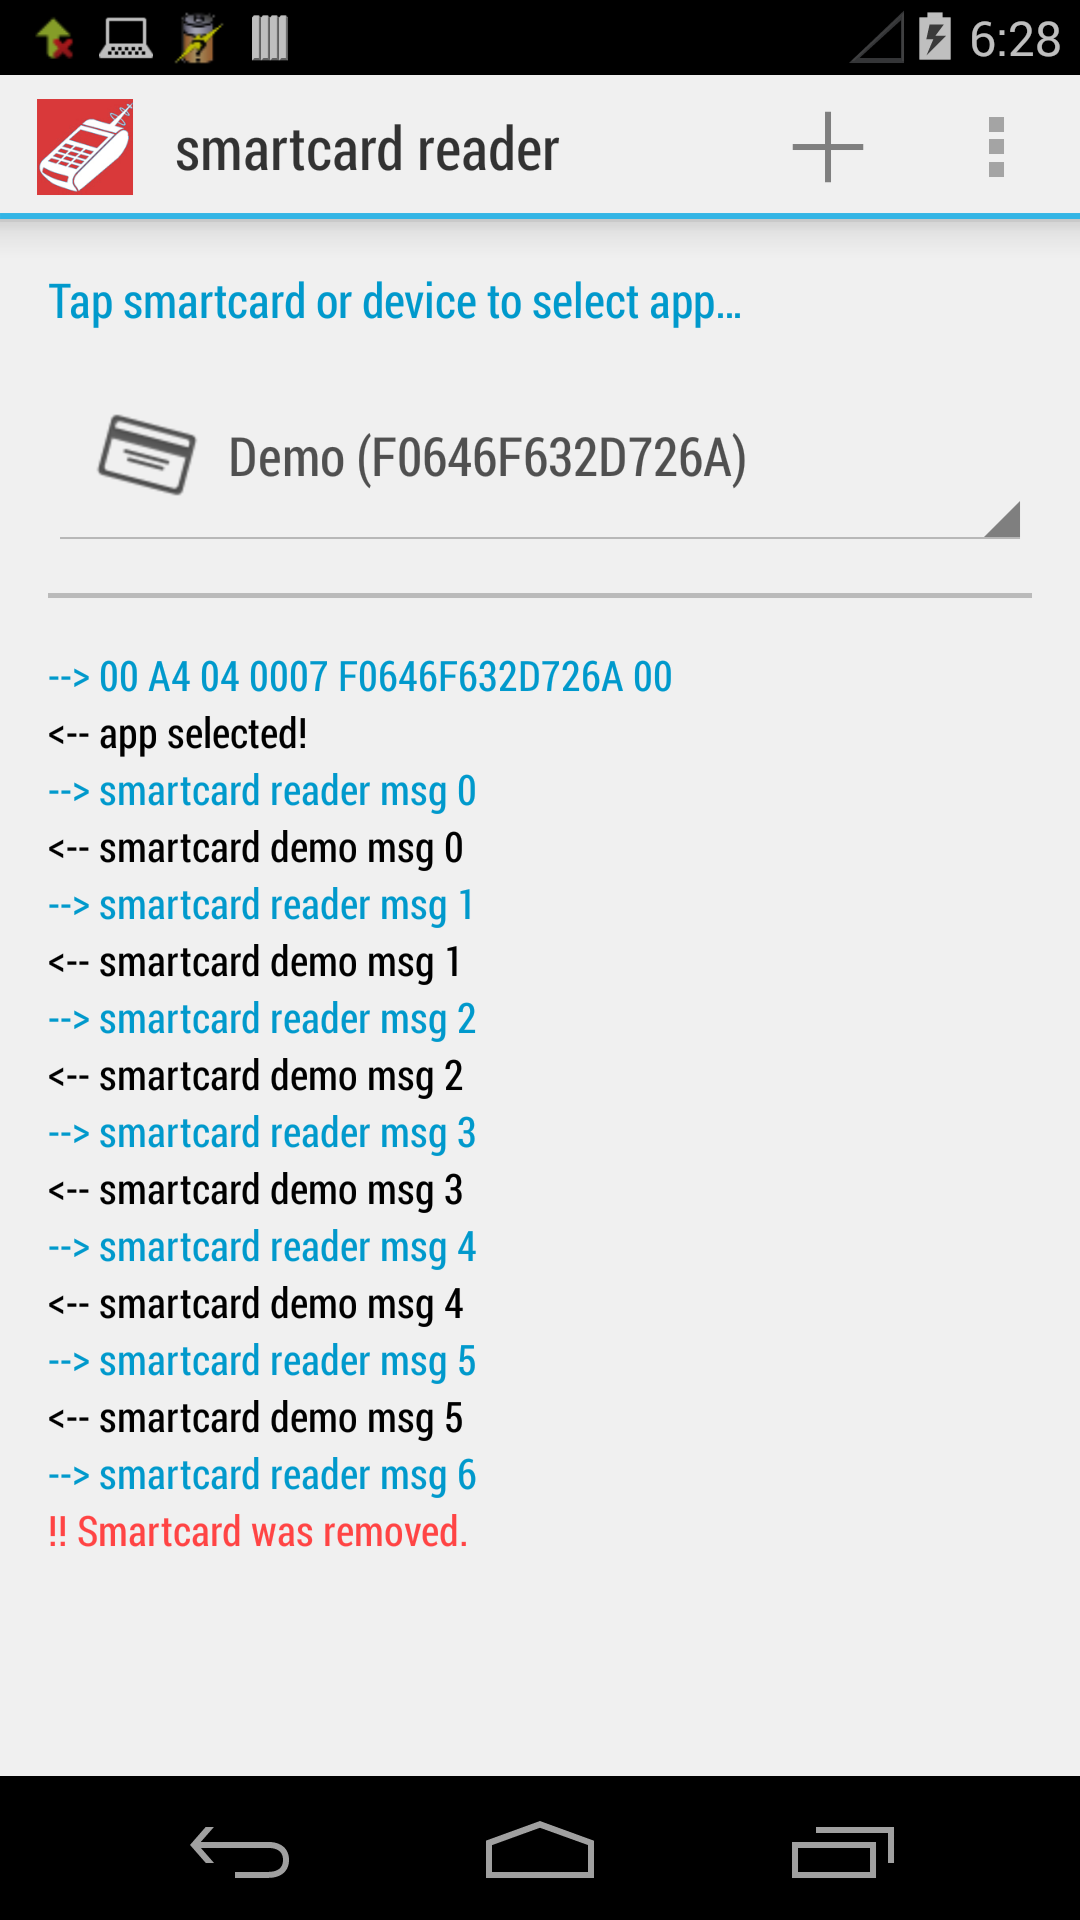 6:28
smartcard reader
Tap smartcard or device to select app...
Demo (F0646F632D726A)
--> 00 A4 04 0007 F0646F632D726A 00
<-- app selected!
--> smartcard reader msg 0
<-- smartcard demo msg 0
--> smartcard reader msg 1
<-- smartcard demo msg 1
--> smartcard reader msg 2
<-- smartcard demo msg 2
--> smartcard reader msg 3
<-- smartcard demo msg 3
--> smartcard reader msg 4
<-- smartcard demo msg 4
--> smartcard reader msg 5
<-- smartcard demo msg 5
--> smartcard reader msg 6
!! Smartcard was removed.